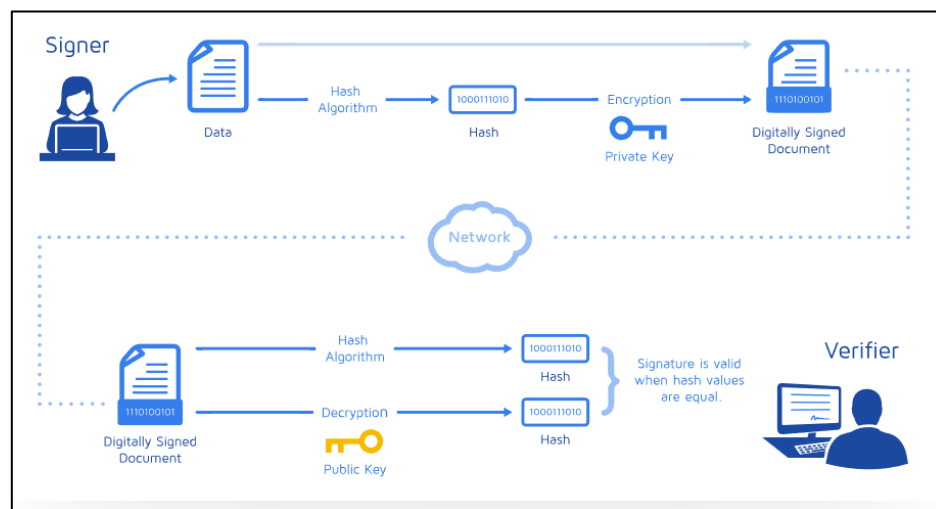 Signer
Data
Hash
Algorithm
1000111010
Hash
Encryption
Private Key
1110100101
Digitally Signed
Document
Network
1110100101
Digitally Signed
Document
Hash
Algorithm
1000111010
Hash
Decryption
Public Key
1000111010
Hash
Signature is valid
when hash values
are equal.
Verifier